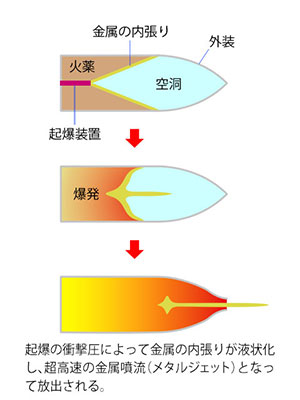 金属の内張り
外装
火薬
空洞
起爆装置
爆発
起爆の衝撃圧によって金属の内張りが液状化
し、超高速の金属噴流（メタルジェット）となっ
て放出される。